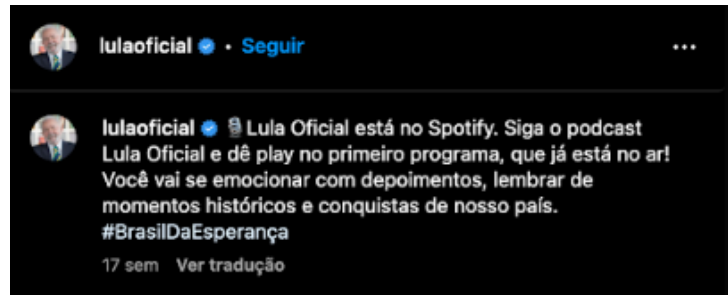 lulaoficial • Seguir ...
lulaoficial 🎙️Lula Oficial está no Spotify. Siga o podcast
Lula Oficial e dê play no primeiro programa, que já está no ar!
Você vai se emocionar com depoimentos, lembrar de
momentos históricos e conquistas de nosso país.
#BrasilDaEsperança
17 sem Ver tradução